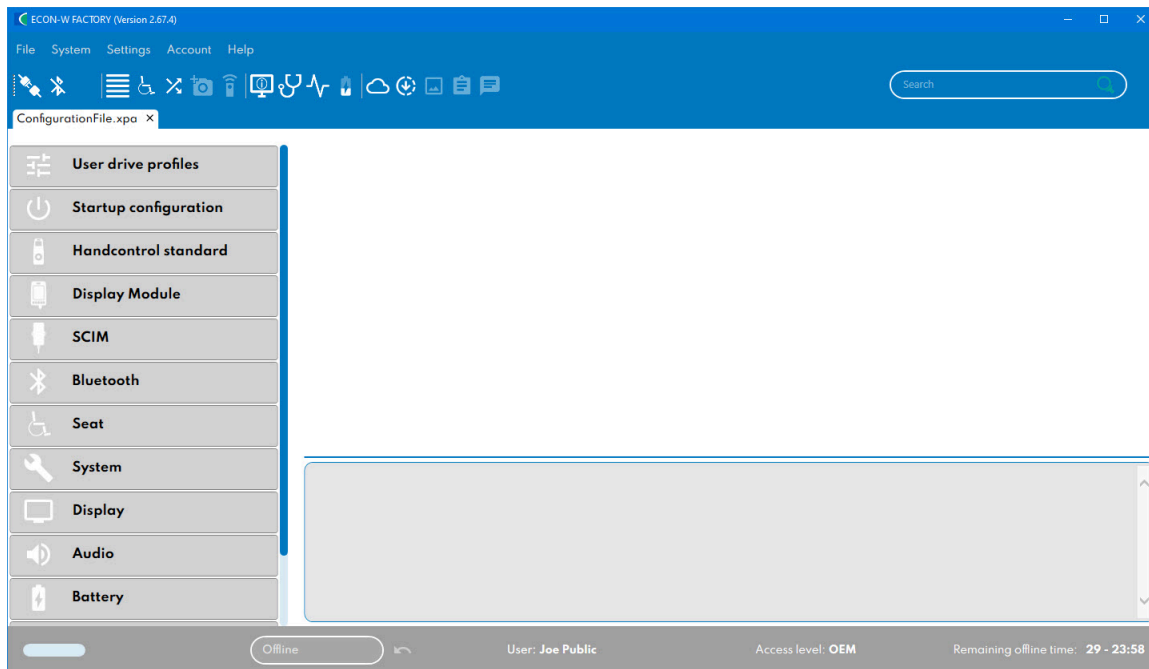 ECON-W FACTORY (Version 2.67.4)
File System Settings Account Help
Search
ConfigurationFile.xpa ×
User drive profiles
Startup configuration
Handcontrol standard
Display Module
SCIM
Bluetooth
Seat
System
Display
Audio
Battery
Offline User: Joe Public Access level: OEM Remaining offline time: 29 - 23:58